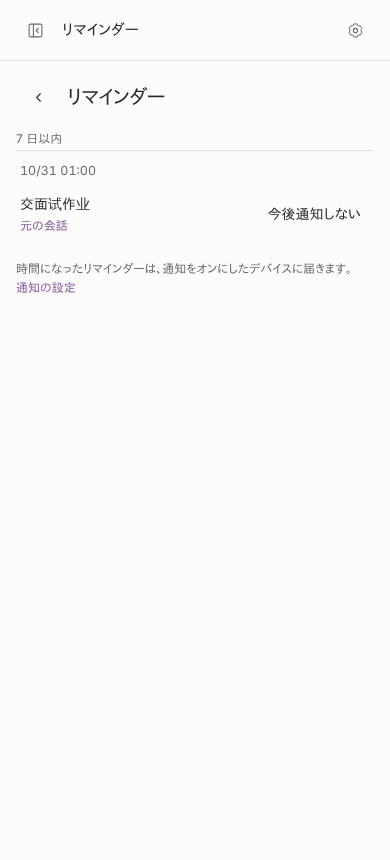 リマインダー
リマインダー
7 日以内
10/31 01:00
交面试作业
元の会話
今後通知しない
時間になったリマインダーは、通知をオンにしたデバイスに届きます。
通知の設定